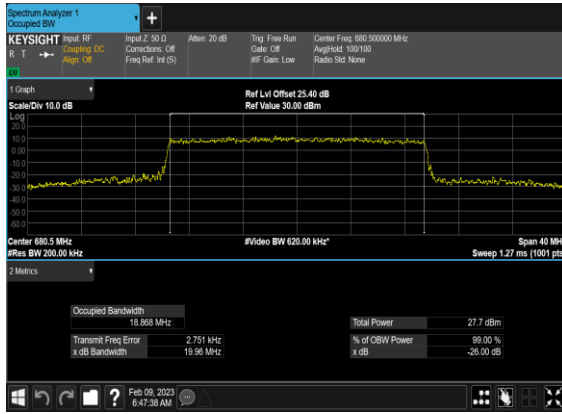 Spectrum Analyzer 1
Occupied BW
KEYSIGHT Input: RF Input Z: 50 Ω Atten: 20 dB Trig: Free Run Center Freq: 680.500000 MHz
R T Coupling: DC Corrections: Off Gate: Off Avg|Hold: 100/100
Align: Off Freq Ref: Int (S) #IF Gain: Low Radio Std: None
LXI
1 Graph
Ref Lvl Offset 25.40 dB
Scale/Div 10.0 dB Ref Value 30.00 dBm
Log
20.0
10.0
0.00
-10.0
-20.0
-30.0
-40.0
-50.0
-60.0
Center 680.5 MHz #Video BW 620.00 kHz* Span 40 MH
#Res BW 200.00 kHz Sweep 1.27 ms (1001 pts
2 Metrics
Occupied Bandwidth
18.868 MHz Total Power 27.7 dBm
Transmit Freq Error 2.751 kHz % of OBW Power 99.00 %
x dB Bandwidth 19.96 MHz x dB -26.00 dB
Feb 09, 2023
6:47:38 AM